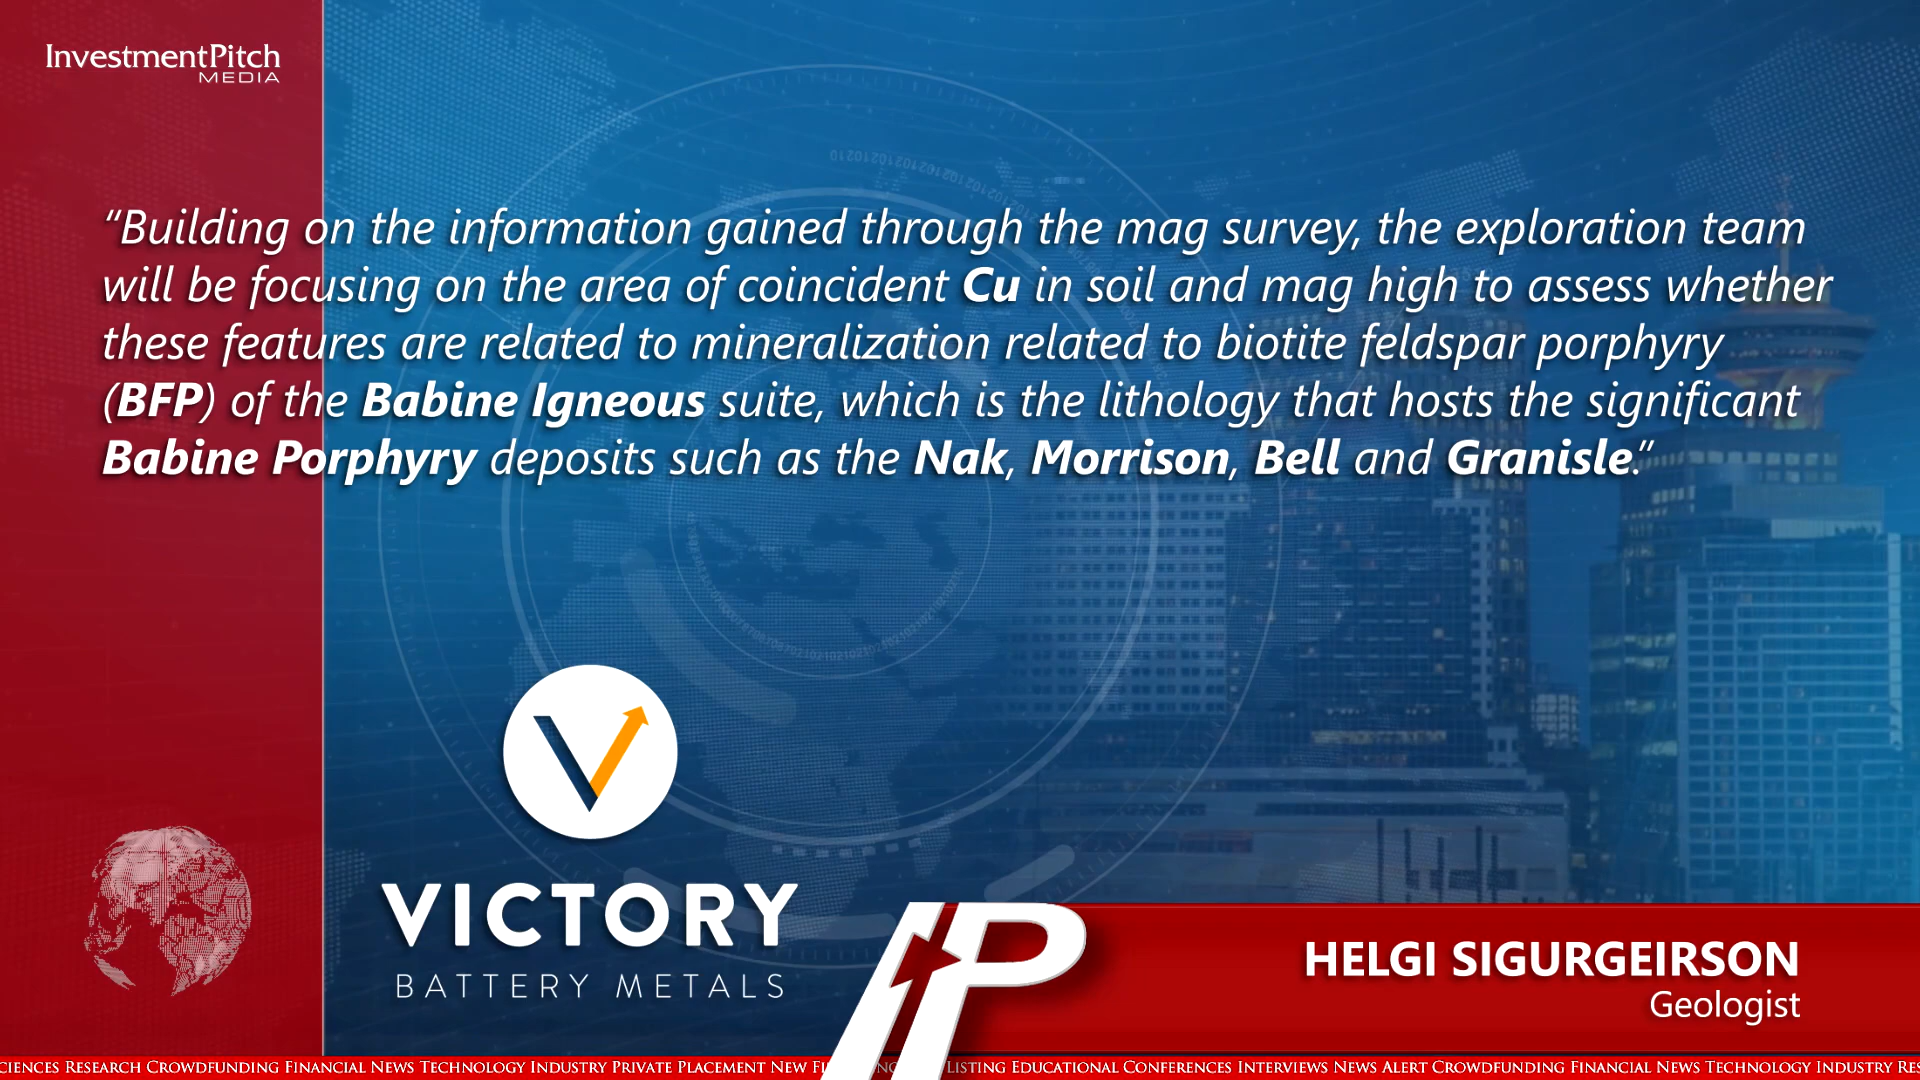 InvestmentPitch
MEDIA
“Building on the information gained through the mag survey, the exploration team
will be focusing on the area of coincident Cu in soil and mag high to assess whether
these features are related to mineralization related to biotite feldspar porphyry
(BFP) of the Babine Igneous suite, which is the lithology that hosts the significant
Babine Porphyry deposits such as the Nak, Morrison, Bell and Granisle.“
VICTORY
BATTERY METALS
IP
HELGI SIGURGEIRSON
Geologist
RESEARCH CROWDFUNDING FINANCIAL NEWS TECHNOLOGY INDUSTRY PRIVATE PLACEMENT NEW LISTING EDUCATIONAL CONFERENCES INTERVIEWS NEWS ALERT CROWDFUNDING FINANCIAL NEWS TECHNOLOGY INDUSTRY